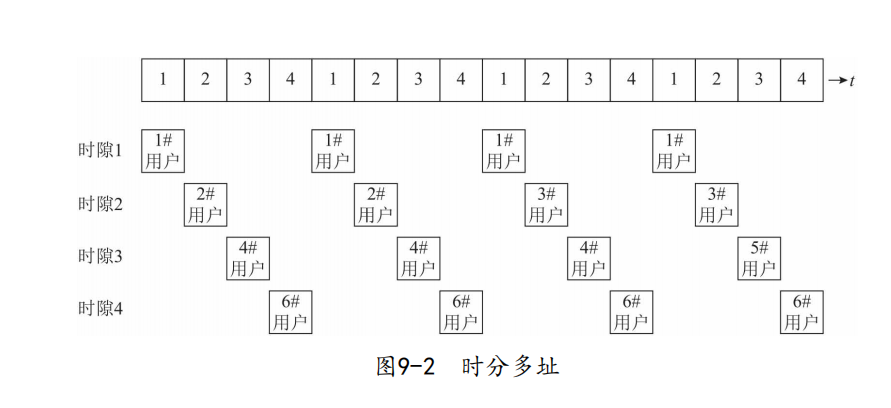 1 2 3 4 1 2 3 4 1 2 3 4 1 2 3 4 t
时隙1 1#用户 1#用户 1#用户 1#用户
时隙2 2#用户 2#用户 3#用户 3#用户
时隙3 4#用户 4#用户 4#用户 5#用户
时隙4 6#用户 6#用户 6#用户 6#用户
图9-2 时分多址